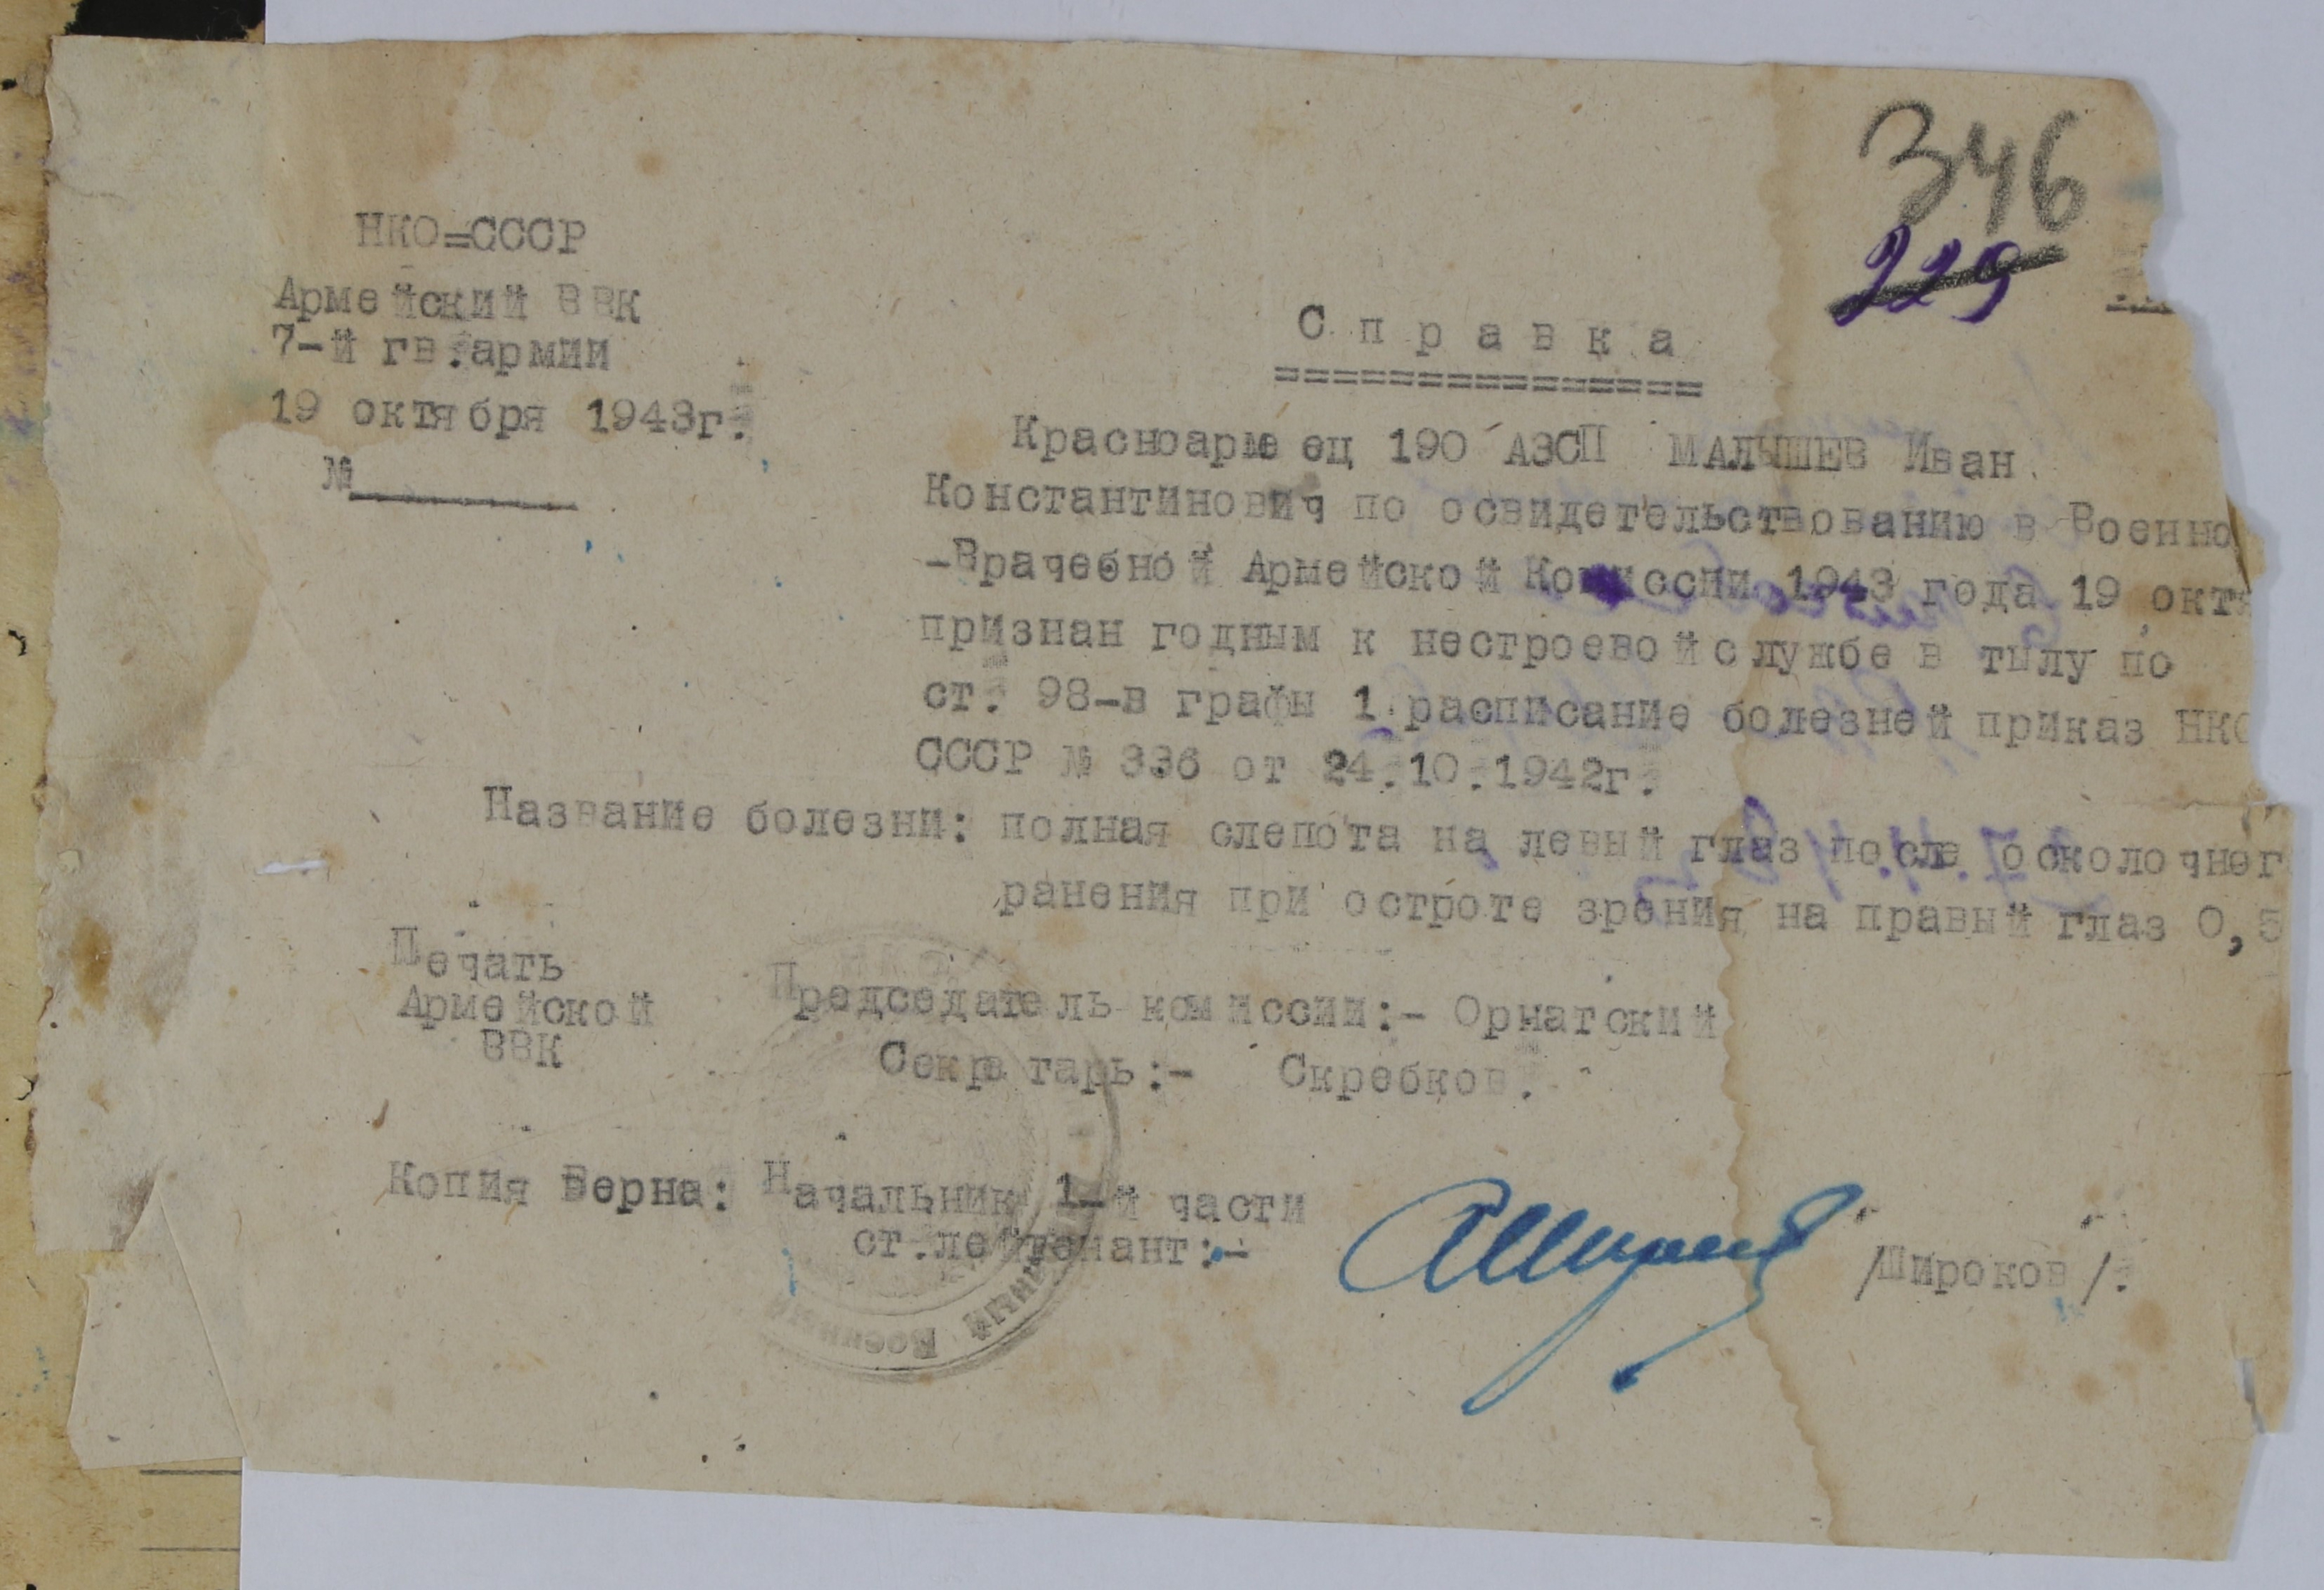 346
229
НКО=СССР
Армейский ВВК
7-й гв.армии
19 октября 1943г.
№
Справка
===============
Красноармеец 190 АЗСП МАЛЫШЕВ Иван
Константинович по освидетельствованию в Военно
-Врачебной Армейской Комиссии 1943 года 19 октя
признан годным к нестроевой службе в тылу по
ст. 98-в графы 1 расписание болезней приказ НКО
СССР № 336 от 24.10.1942г.
Название болезни: полная слепота на левый глаз после осколочног
ранения при остроте зрения на правый глаз 0,5
Печать
Армейской
ВВК
Председатель комиссии:- Орнатский
Секретарь:- Скребков.
Копия Верна: Начальник 1-й части
ст.лейтенант:-
/Широков/.
Военный